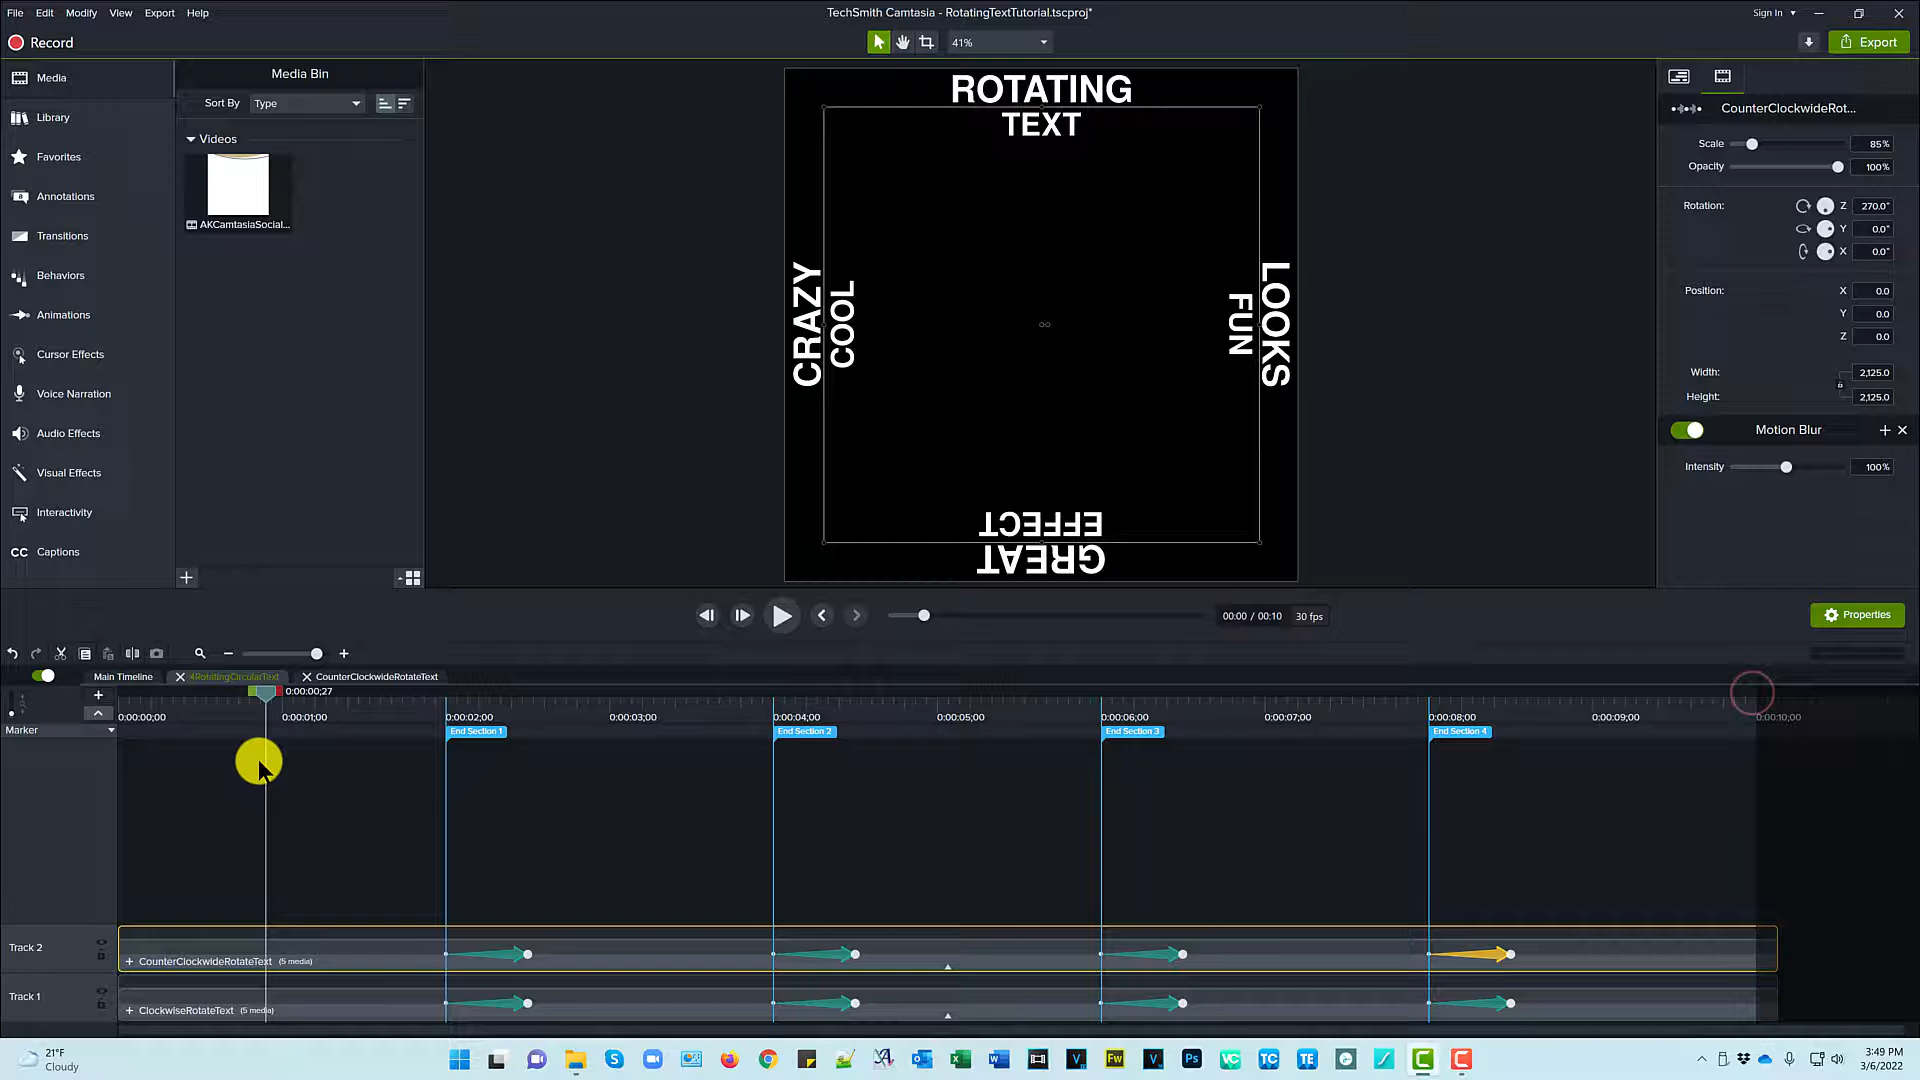 File Edit Modify View Export Help
TechSmith Camtasia - RotatingTextTutorial.tscproj*
Sign In
Record
41%
Export
Media
Library
Favorites
Annotations
Transitions
Behaviors
Animations
Cursor Effects
Voice Narration
Audio Effects
Visual Effects
Interactivity
CC Captions
Media Bin
Sort By Type
Videos
AKCamtasiaSocial...
ROTATING
TEXT
CRAZY
COOL
LOOKS
FUN
EFFECT
GREAT
CounterClockwideRot...
Scale 85%
Opacity 100%
Rotation: Z 270.0°
Y 0.0°
X 0.0°
Position: X 0.0
Y 0.0
Z 0.0
Width: 2,125.0
Height: 2,125.0
Motion Blur
Intensity 100%
00:00 / 00:10 30 fps
Properties
Main Timeline 4RotatingCircularText CounterClockwideRotateText
0:00:00;27
0:00:00;00 0:00:01;00 0:00:02;00 0:00:03;00 0:00:04;00 0:00:05;00 0:00:06;00 0:00:07;00 0:00:08;00 0:00:09;00 0:00:10;00
Marker
End Section 1 End Section 2 End Section 3 End Section 4
Track 2
CounterClockwideRotateText (5 media)
Track 1
ClockwiseRotateText (5 media)
21°F
Cloudy
Fw
Ps
VC
TC
TE
3:49 PM
3/6/2022